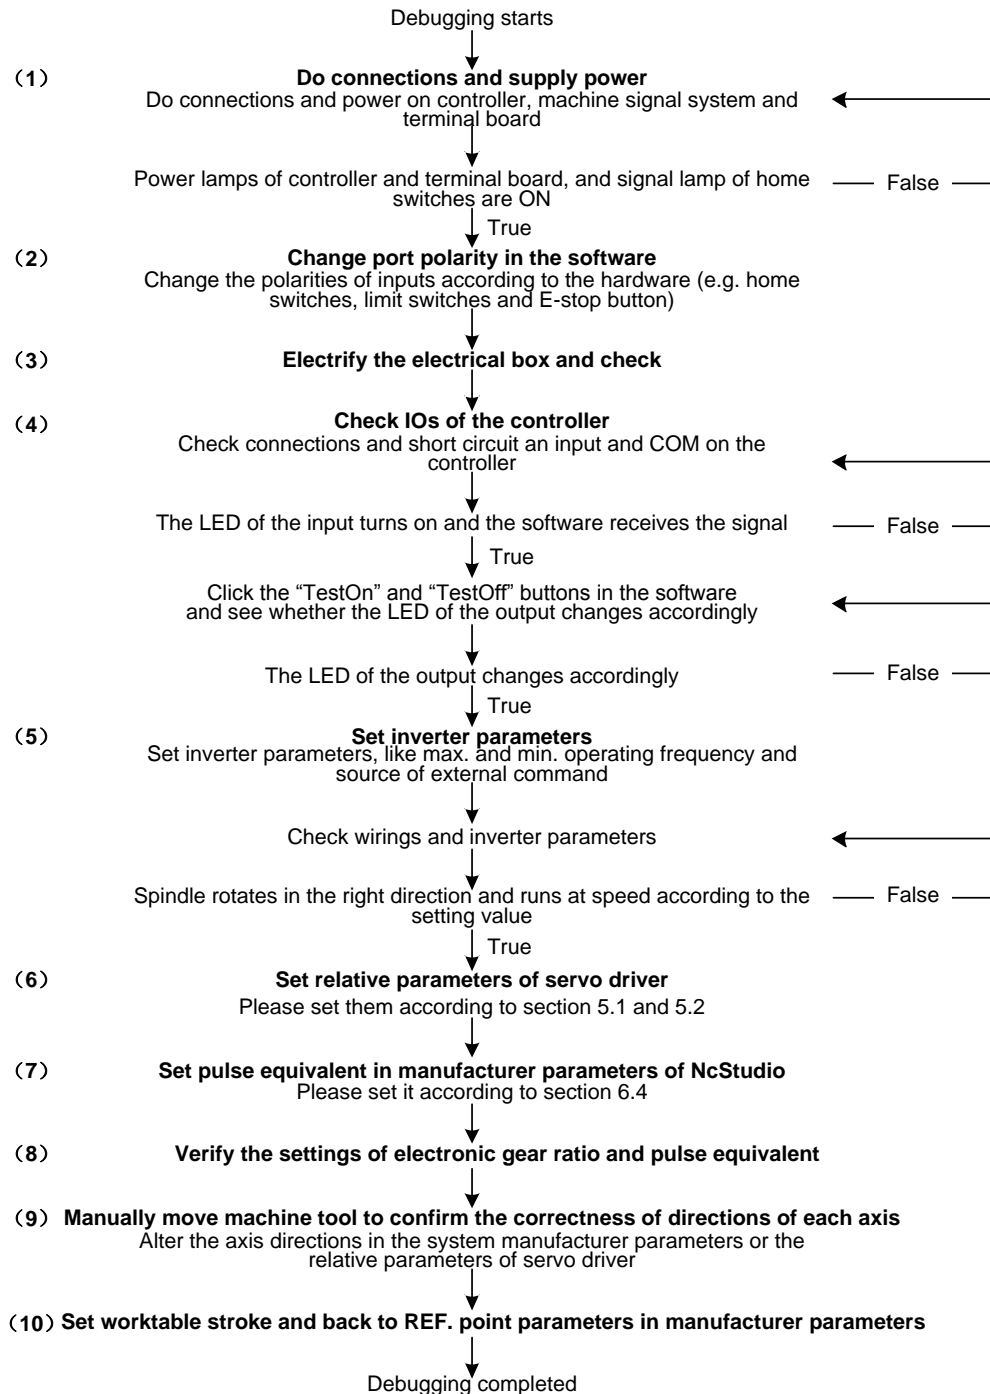 Debugging starts
（1） Do connections and supply power
Do connections and power on controller, machine signal system and
terminal board
Power lamps of controller and terminal board, and signal lamp of home
switches are ON
False
True
（2） Change port polarity in the software
Change the polarities of inputs according to the hardware (e.g. home
switches, limit switches and E-stop button)
（3） Electrify the electrical box and check
（4） Check IOs of the controller
Check connections and short circuit an input and COM on the
controller
The LED of the input turns on and the software receives the signal
False
True
Click the “TestOn” and “TestOff” buttons in the software
and see whether the LED of the output changes accordingly
The LED of the output changes accordingly
False
True
（5） Set inverter parameters
Set inverter parameters, like max. and min. operating frequency and
source of external command
Check wirings and inverter parameters
Spindle rotates in the right direction and runs at speed according to the
setting value
False
True
（6） Set relative parameters of servo driver
Please set them according to section 5.1 and 5.2
（7） Set pulse equivalent in manufacturer parameters of NcStudio
Please set it according to section 6.4
（8） Verify the settings of electronic gear ratio and pulse equivalent
（9） Manually move machine tool to confirm the correctness of directions of each axis
Alter the axis directions in the system manufacturer parameters or the
relative parameters of servo driver
（10） Set worktable stroke and back to REF. point parameters in manufacturer parameters
Debugging completed